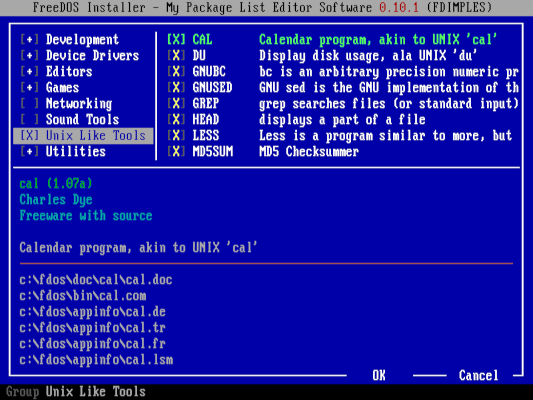 FreeDOS Installer - My Package List Editor Software 0.10.1 (FDIMPLES)
[+] Development
[+] Device Drivers
[+] Editors
[+] Games
[ ] Networking
[ ] Sound Tools
[X] Unix Like Tools
[+] Utilities
[X] CAL Calendar program, akin to UNIX 'cal'
[X] DU Display disk usage, ala UNIX 'du'
[X] GNUBC bc is an arbitrary precision numeric pr
[X] GNUSED GNU sed is the GNU implementation of th
[X] GREP grep searches files (or standard input)
[X] HEAD displays a part of a file
[X] LESS Less is a program similar to more, but
[X] MD5SUM MD5 Checksummer
cal (1.07a)
Charles Dye
Freeware with source
Calendar program, akin to UNIX 'cal'
c:\fdos\doc\cal\cal.doc
c:\fdos\bin\cal.com
c:\fdos\appinfo\cal.de
c:\fdos\appinfo\cal.tr
c:\fdos\appinfo\cal.fr
c:\fdos\appinfo\cal.lsm
OK Cancel
Group Unix Like Tools